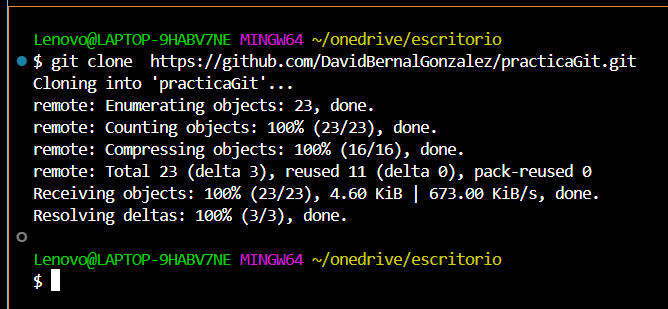 Lenovo@LAPTOP-9HABV7NE MINGW64 ~/onedrive/escritorio
$ git clone  https://github.com/DavidBernalGonzalez/practicaGit.git
Cloning into 'practicaGit'...
remote: Enumerating objects: 23, done.
remote: Counting objects: 100% (23/23), done.
remote: Compressing objects: 100% (16/16), done.
remote: Total 23 (delta 3), reused 11 (delta 0), pack-reused 0
Receiving objects: 100% (23/23), 4.60 KiB | 673.00 KiB/s, done.
Resolving deltas: 100% (3/3), done.
Lenovo@LAPTOP-9HABV7NE MINGW64 ~/onedrive/escritorio
$